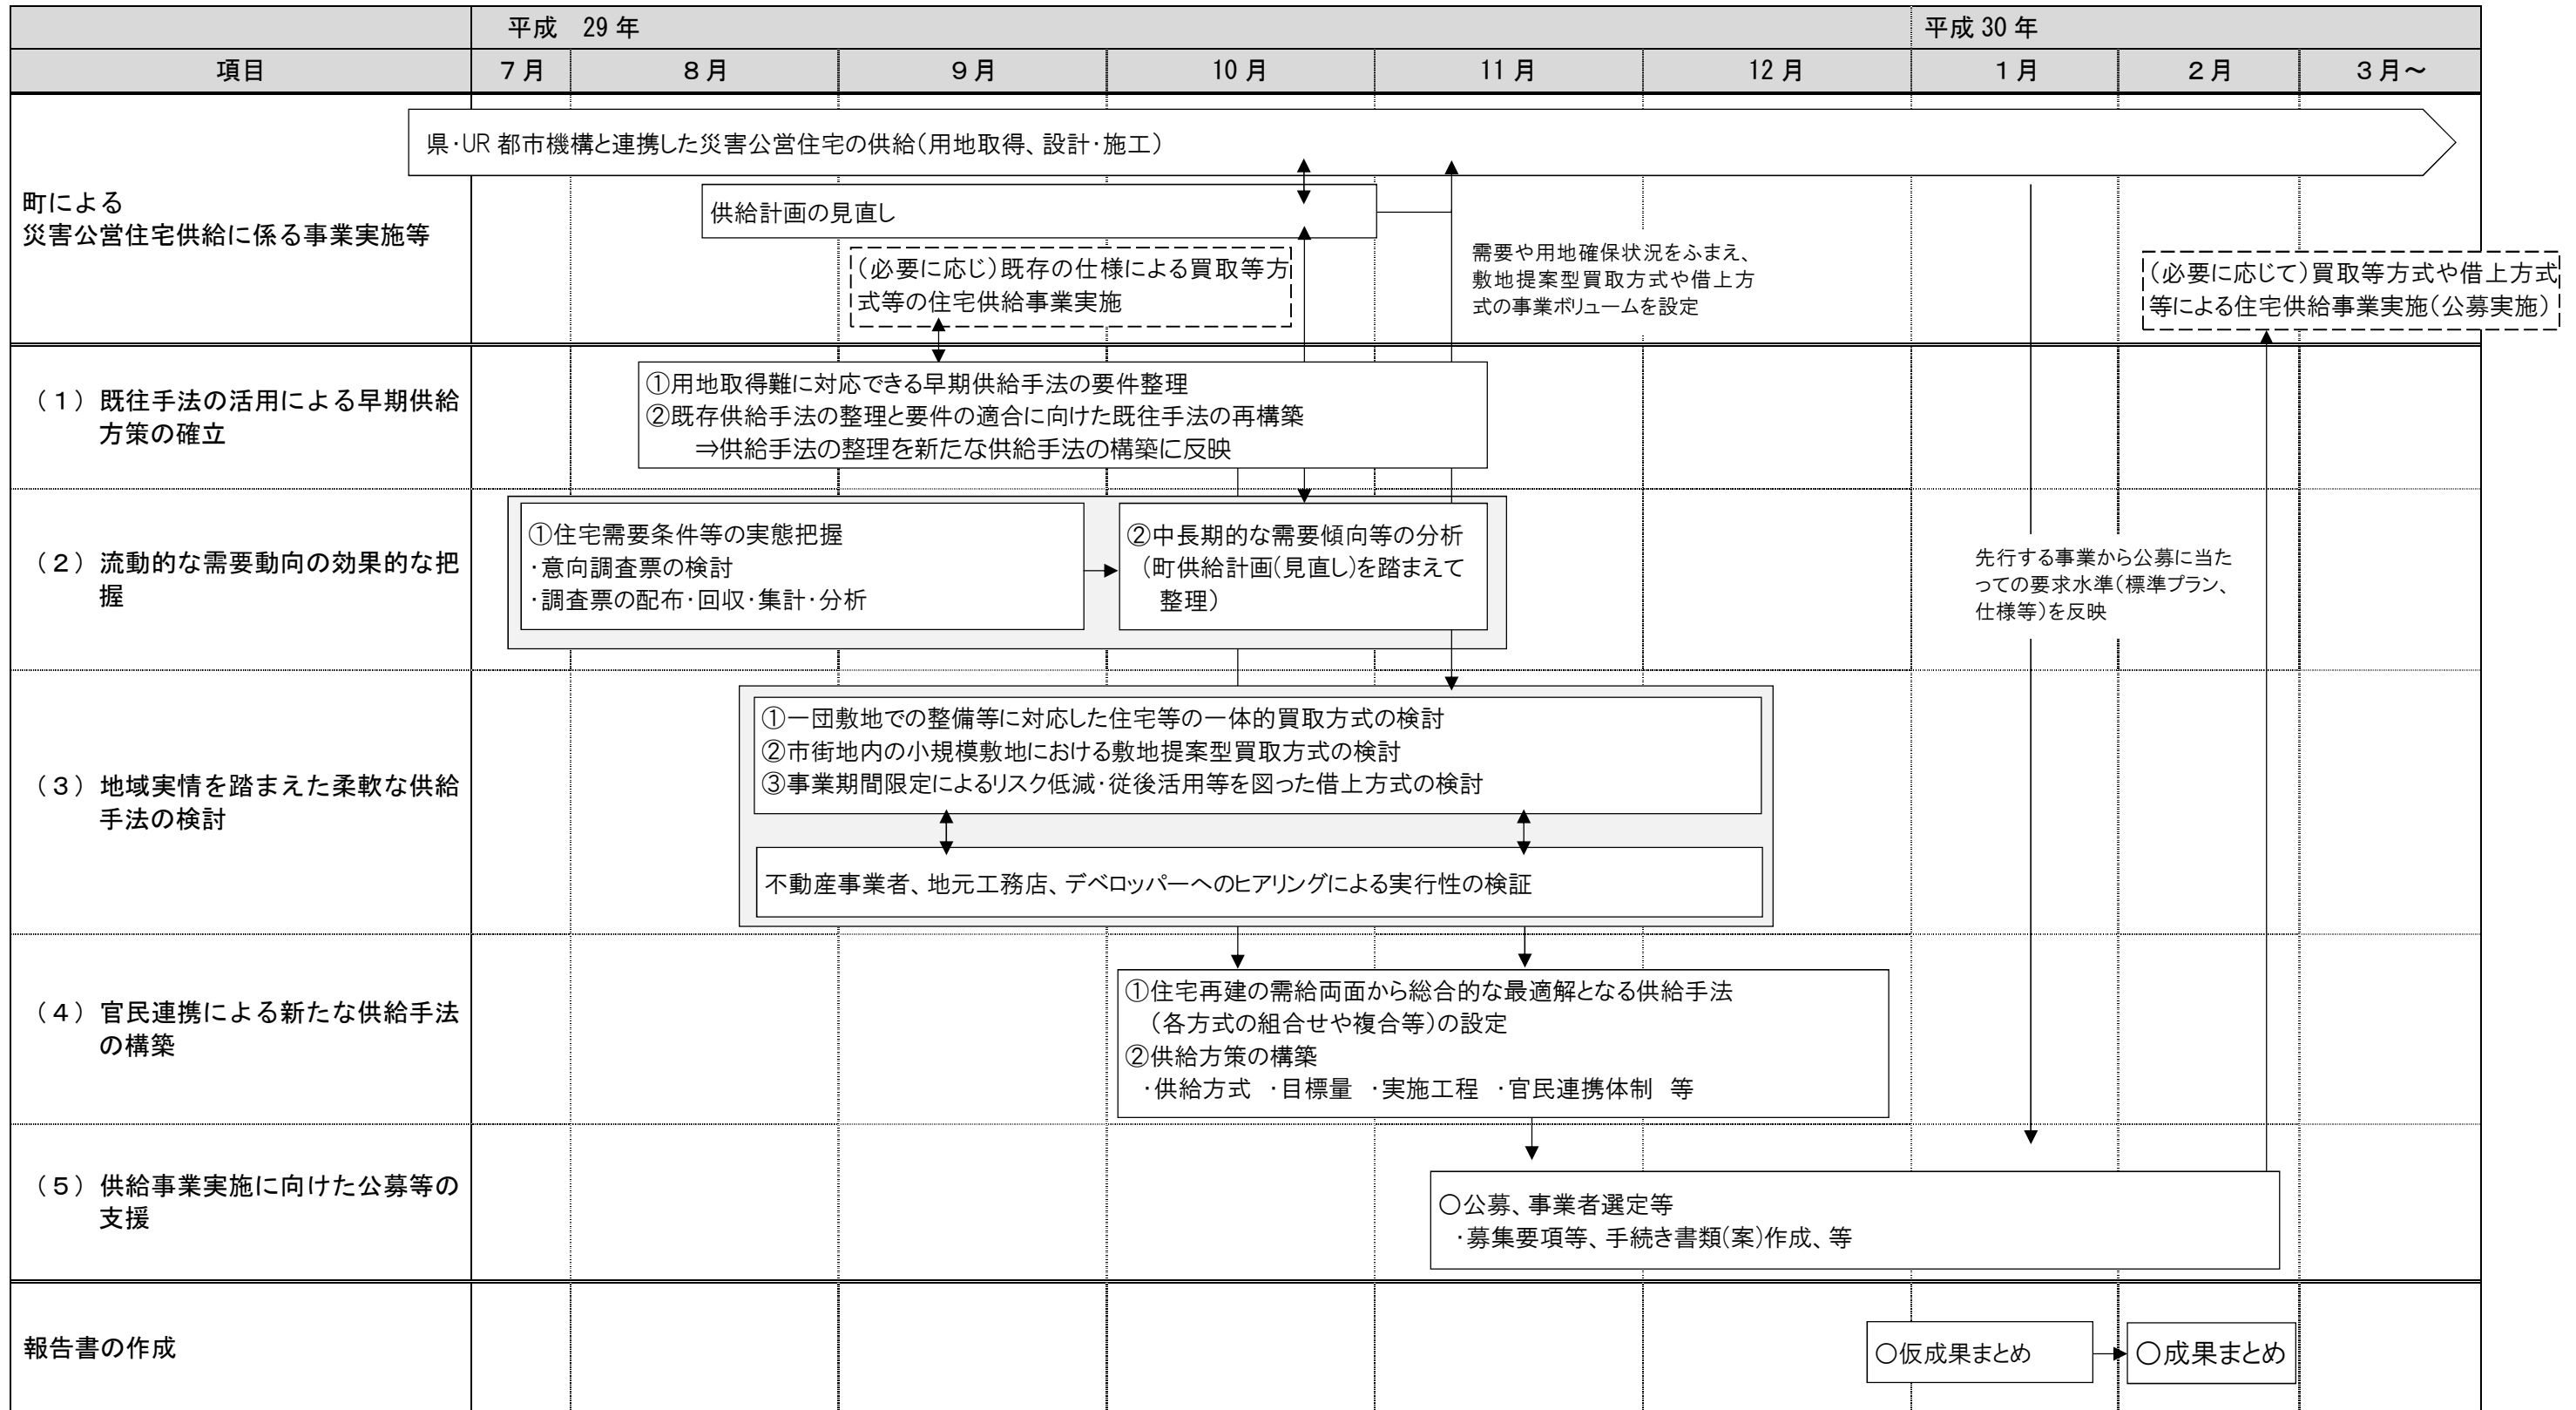 平成　29 年
平成 30 年
項目
７月
８月
９月
10 月
11 月
12 月
１月
２月
３月～
町による
災害公営住宅供給に係る事業実施等
県・UR 都市機構と連携した災害公営住宅の供給（用地取得、設計・施工）
供給計画の見直し
（必要に応じ）既存の仕様による買取等方
式等の住宅供給事業実施
需要や用地確保状況をふまえ、
敷地提案型買取方式や借上方
式の事業ボリュームを設定
（必要に応じて）買取等方式や借上方式
等による住宅供給事業実施（公募実施）
（１）既往手法の活用による早期供給
方策の確立
①用地取得難に対応できる早期供給手法の要件整理
②既存供給手法の整理と要件の適合に向けた既往手法の再構築
⇒供給手法の整理を新たな供給手法の構築に反映
（２）流動的な需要動向の効果的な把
握
①住宅需要条件等の実態把握
・意向調査票の検討
・調査票の配布・回収・集計・分析
②中長期的な需要傾向等の分析
（町供給計画(見直し)を踏まえて
整理）
先行する事業から公募に当た
っての要求水準（標準プラン、
仕様等）を反映
（３）地域実情を踏まえた柔軟な供給
手法の検討
①一団敷地での整備等に対応した住宅等の一体的買取方式の検討
②市街地内の小規模敷地における敷地提案型買取方式の検討
③事業期間限定によるリスク低減・従後活用等を図った借上方式の検討
不動産事業者、地元工務店、デベロッパーへのヒアリングによる実行性の検証
（４）官民連携による新たな供給手法
の構築
①住宅再建の需給両面から総合的な最適解となる供給手法
（各方式の組合せや複合等）の設定
②供給方策の構築
・供給方式　・目標量　・実施工程　・官民連携体制　等
（５）供給事業実施に向けた公募等の
支援
○公募、事業者選定等
・募集要項等、手続き書類(案)作成、等
報告書の作成
○仮成果まとめ
○成果まとめ